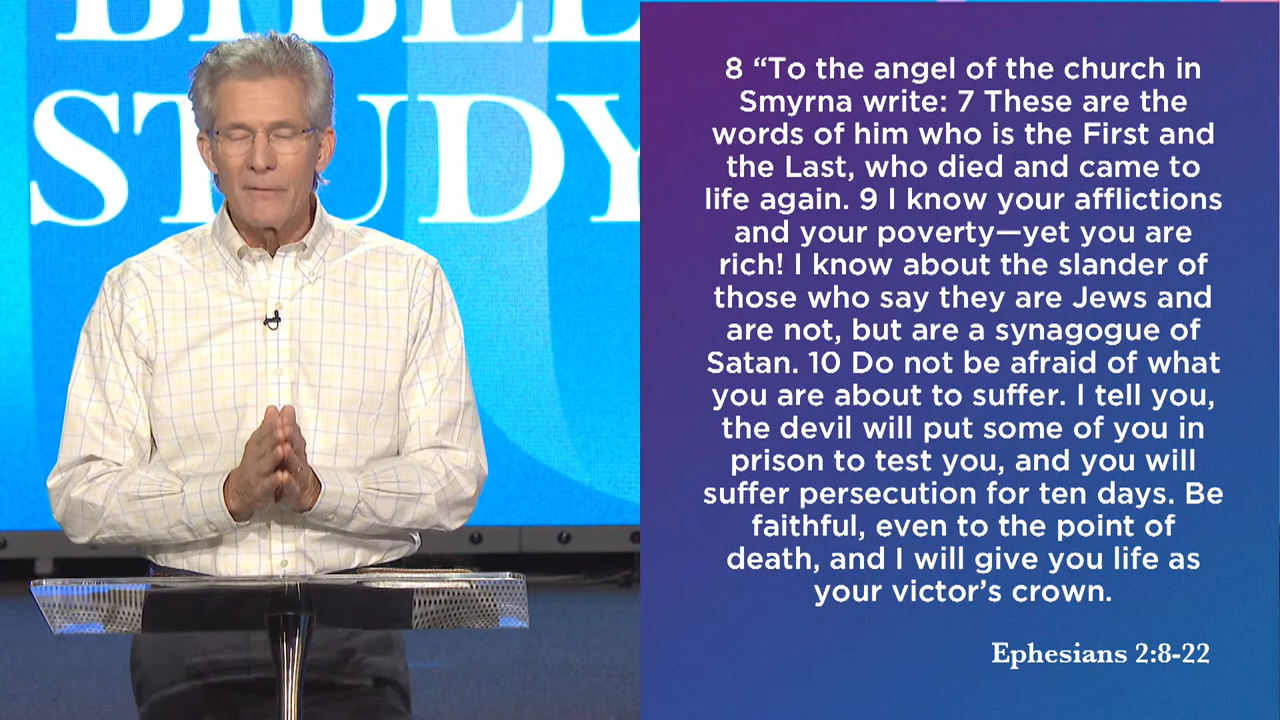 BIBLE
STUDY
8 “To the angel of the church in
Smyrna write: 7 These are the
words of him who is the First and
the Last, who died and came to
life again. 9 I know your afflictions
and your poverty—yet you are
rich! I know about the slander of
those who say they are Jews and
are not, but are a synagogue of
Satan. 10 Do not be afraid of what
you are about to suffer. I tell you,
the devil will put some of you in
prison to test you, and you will
suffer persecution for ten days. Be
faithful, even to the point of
death, and I will give you life as
your victor’s crown.
Ephesians 2:8-22